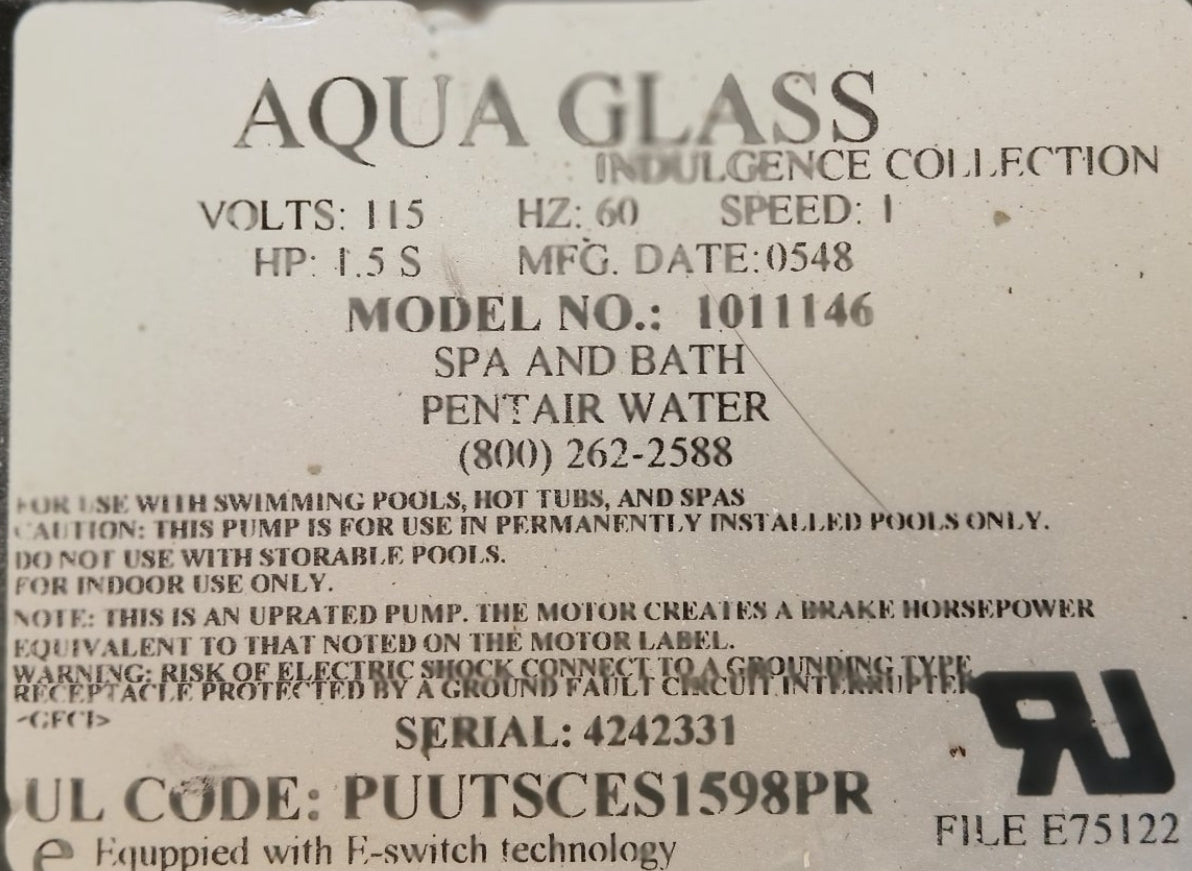 AQUA GLASS
INDULGENCE COLLECTION
VOLTS: 115 HZ: 60 SPEED: 1
HP: 1.5 S MFG. DATE:0548
MODEL NO.: 1011146
SPA AND BATH
PENTAIR WATER
(800) 262-2588
FOR USE WITH SWIMMING POOLS, HOT TUBS, AND SPAS
CAUTION: THIS PUMP IS FOR USE IN PERMANENTLY INSTALLED POOLS ONLY.
DO NOT USE WITH STORABLE POOLS.
FOR INDOOR USE ONLY.
NOTE: THIS IS AN UPRATED PUMP. THE MOTOR CREATES A BRAKE HORSEPOWER
EQUIVALENT TO THAT NOTED ON THE MOTOR LABEL.
WARNING: RISK OF ELECTRIC SHOCK CONNECT TO A GROUNDING TYPE
RECEPTACLE PROTECTED BY A GROUND FAULT CIRCUIT INTERRUPTER
<GFCI>
SERIAL: 4242331
UL CODE: PUUTSCES1598PR
FILE E75122
e Equppied with E-switch technology